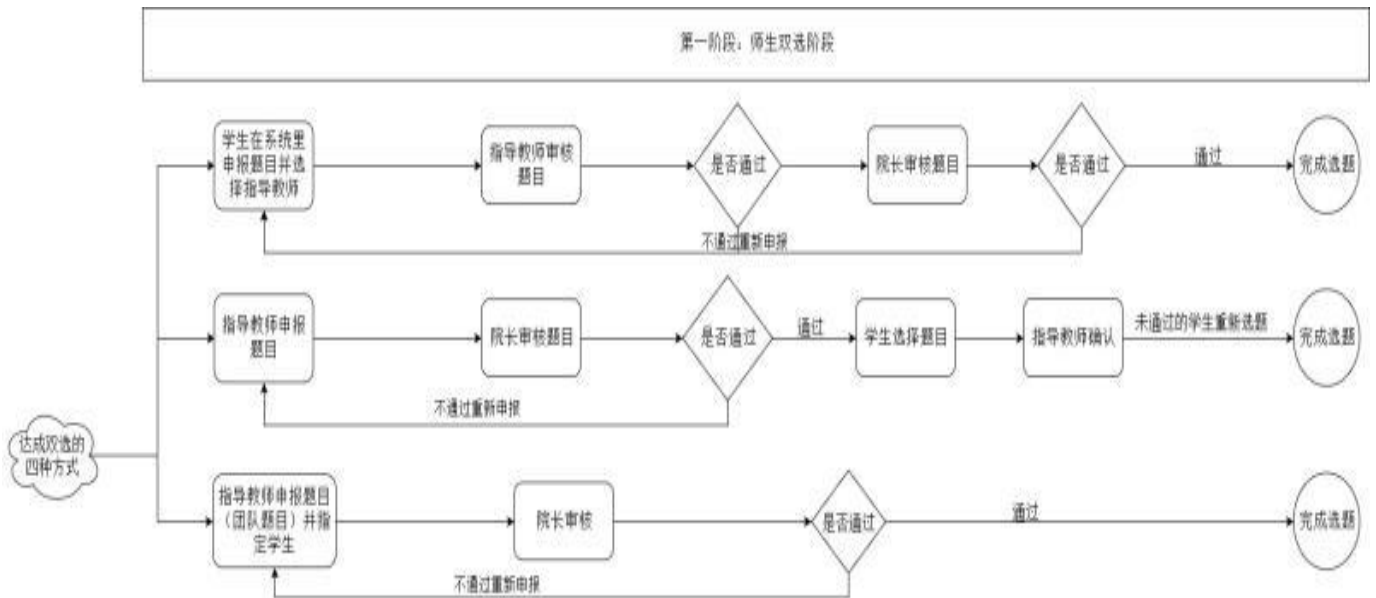 第一阶段：师生双选阶段
学生在系统里
申报题目并选
择指导教师
指导教师审核
题目
是否通过
院长审核题目
是否通过
通过
完成选题
不通过重新申报
指导教师申报
题目
院长审核题目
是否通过
通过
学生选择题目
指导教师确认
未通过的学生重新选题
完成选题
不通过重新申报
达成双选的
四种方式
指导教师申报题目
（团队题目）并指
定学生
院长审核
是否通过
通过
完成选题
不通过重新申报